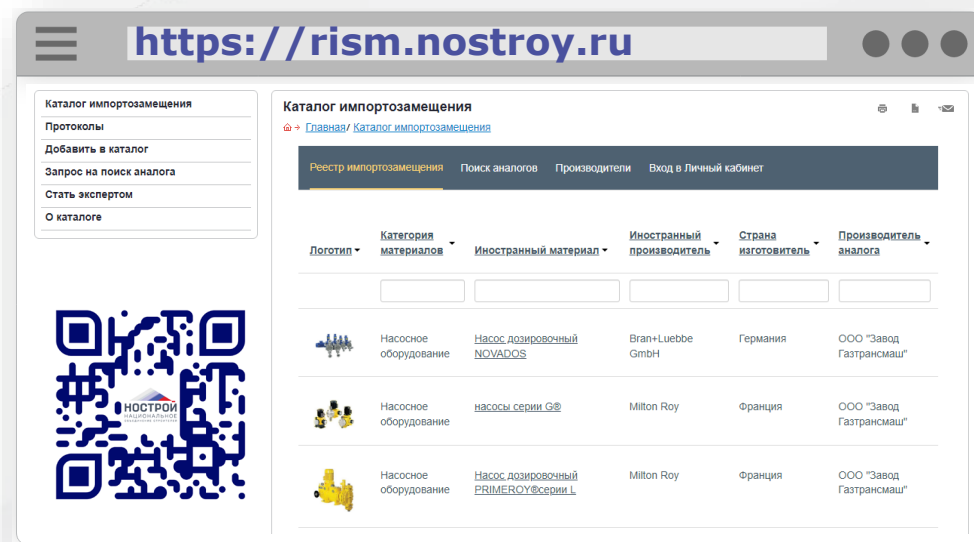 https://rism.nostroy.ru
Каталог импортозамещения
Протоколы
Добавить в каталог
Запрос на поиск аналога
Стать экспертом
О каталоге
НОСТРОЙ
НАЦИОНАЛЬНОЕ
Каталог импортозамещения
Главная/ Каталог импортозамещения
Реестр импортозамещения Поиск аналогов Производители Вход в Личный кабинет
Логотип Категория материалов Иностранный материал Иностранный производитель Страна изготовитель Производитель аналога
Насосное Насос дозировочный Bran+Luebbe Германия ООО "Завод
оборудование NOVADOS GmbH Газтрансмаш"
Насосное насосы серии G® Milton Roy Франция ООО "Завод
оборудование Газтрансмаш"
Насосное Насос дозировочный Milton Roy Франция ООО "Завод
оборудование PRIMEROY®серии L Газтрансмаш"